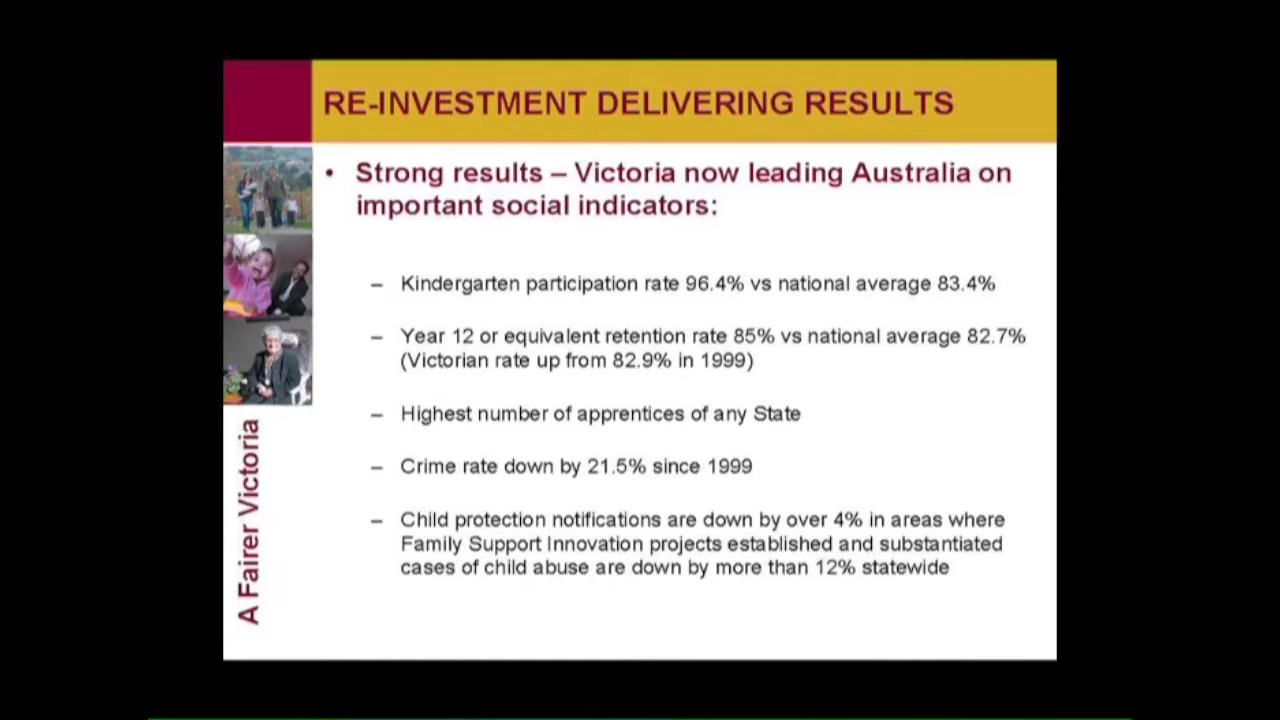 RE-INVESTMENT DELIVERING RESULTS
• Strong results – Victoria now leading Australia on
important social indicators:
– Kindergarten participation rate 96.4% vs national average 83.4%
– Year 12 or equivalent retention rate 85% vs national average 82.7%
(Victorian rate up from 82.9% in 1999)
– Highest number of apprentices of any State
– Crime rate down by 21.5% since 1999
– Child protection notifications are down by over 4% in areas where
Family Support Innovation projects established and substantiated
cases of child abuse are down by more than 12% statewide
A Fairer Victoria